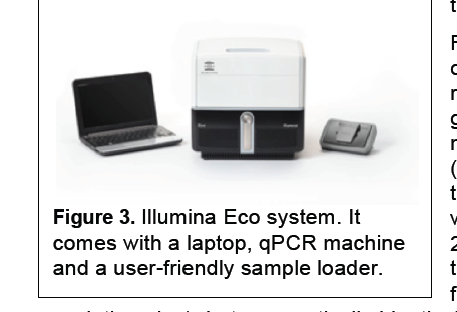 Figure 3. Illumina Eco system. It
comes with a laptop, qPCR machine
and a user-friendly sample loader.